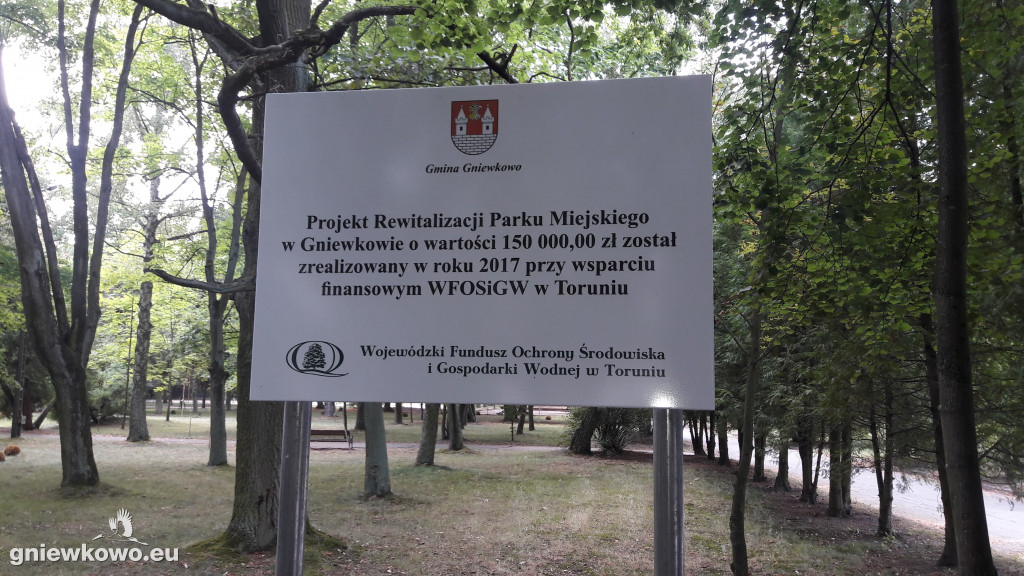 Gmina Gniewkowo
Projekt Rewitalizacji Parku Miejskiego
w Gniewkowie o wartości 150 000,00 zł został
zrealizowany w roku 2017 przy wsparciu
finansowym WFOSiGW w Toruniu
Wojewódzki Fundusz Ochrony Środowiska
i Gospodarki Wodnej w Toruniu
gniewkowo.eu